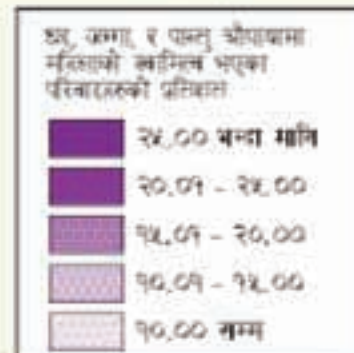 घर, जग्गा, र पास्तु चौपायामा
महिलाको स्वामित्व भएका
परिवारहरुको प्रतिशत
२५.०० भन्दा माथि
२०.०१ - २५.००
१५.०१ - २०.००
१०.०१ - १५.००
१०.०० सम्म